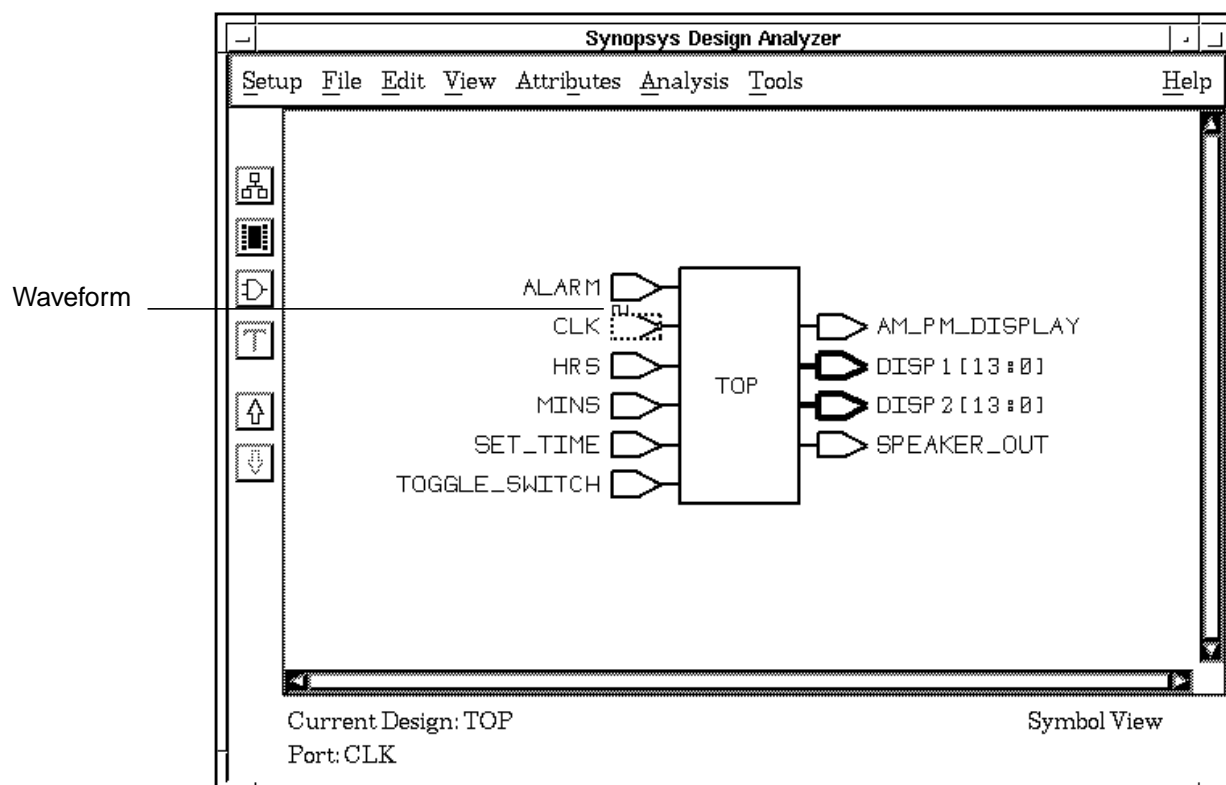 Synopsys Design Analyzer
Setup File Edit View Attributes Analysis Tools Help
Waveform
ALARM
CLK
HRS
MINS
SET_TIME
TOGGLE_SWITCH
TOP
AM_PM_DISPLAY
DISP1[13:0]
DISP2[13:0]
SPEAKER_OUT
Current Design: TOP Symbol View
Port: CLK